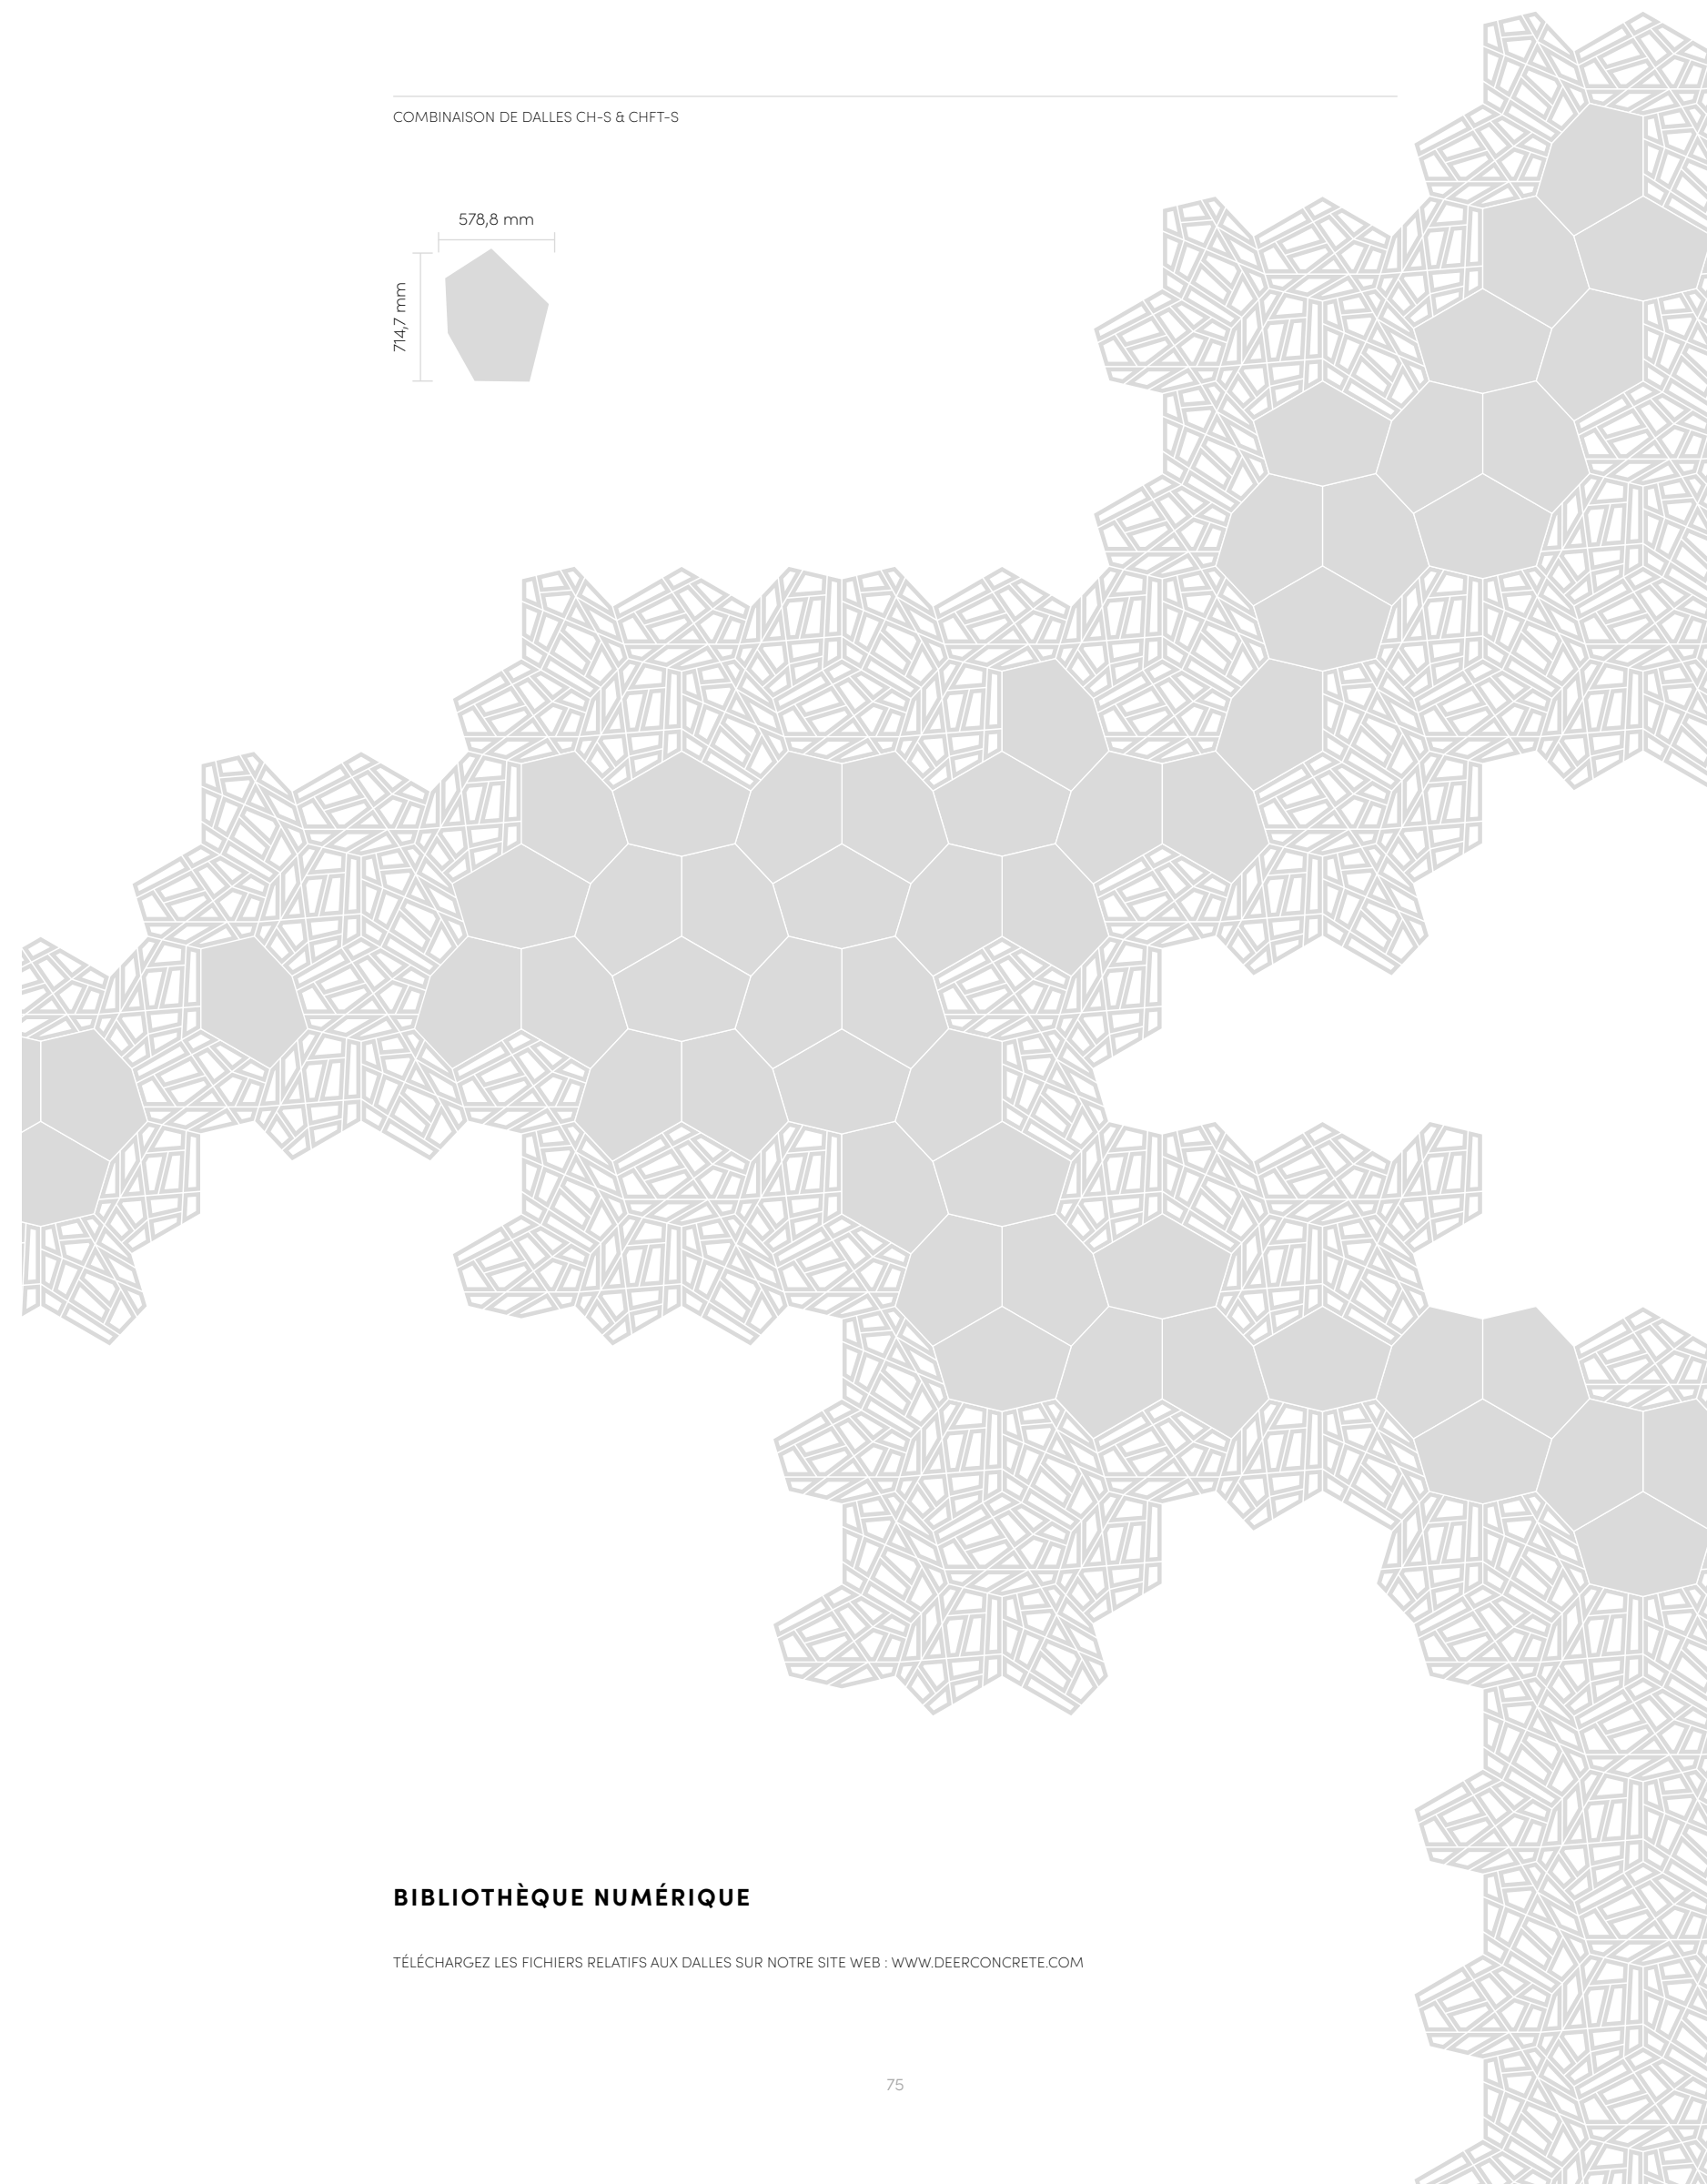 COMBINAISON DE DALLES CH-S & CHFT-S
578,8 mm
714,7 mm
BIBLIOTHÈQUE NUMÉRIQUE
TÉLÉCHARGEZ LES FICHIERS RELATIFS AUX DALLES SUR NOTRE SITE WEB : WWW.DEERCONCRETE.COM
75